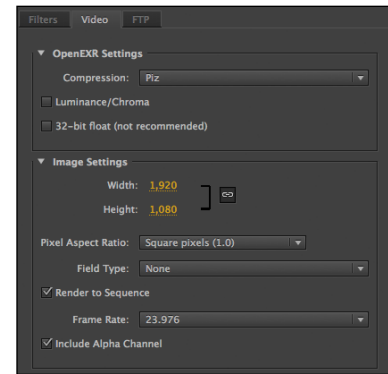 Filters Video FTP
OpenEXR Settings
Compression: Piz
Luminance/Chroma
32-bit float (not recommended)
Image Settings
Width: 1,920
Height: 1,080
Pixel Aspect Ratio: Square pixels (1.0)
Field Type: None
Render to Sequence
Frame Rate: 23.976
Include Alpha Channel